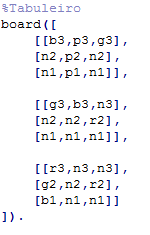 %Tabuleiro
board([
[[b3,p3,g3],
[n2,p2,n2],
[n1,p1,n1]],
[[g3,b3,n3],
[n2,n2,r2],
[n1,n1,n1]],
[[r3,n3,n3],
[g2,n2,r2],
[b1,n1,n1]]
]).